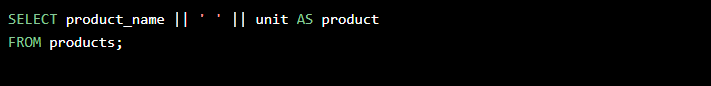 SELECT product_name || ' ' || unit AS product
FROM products;